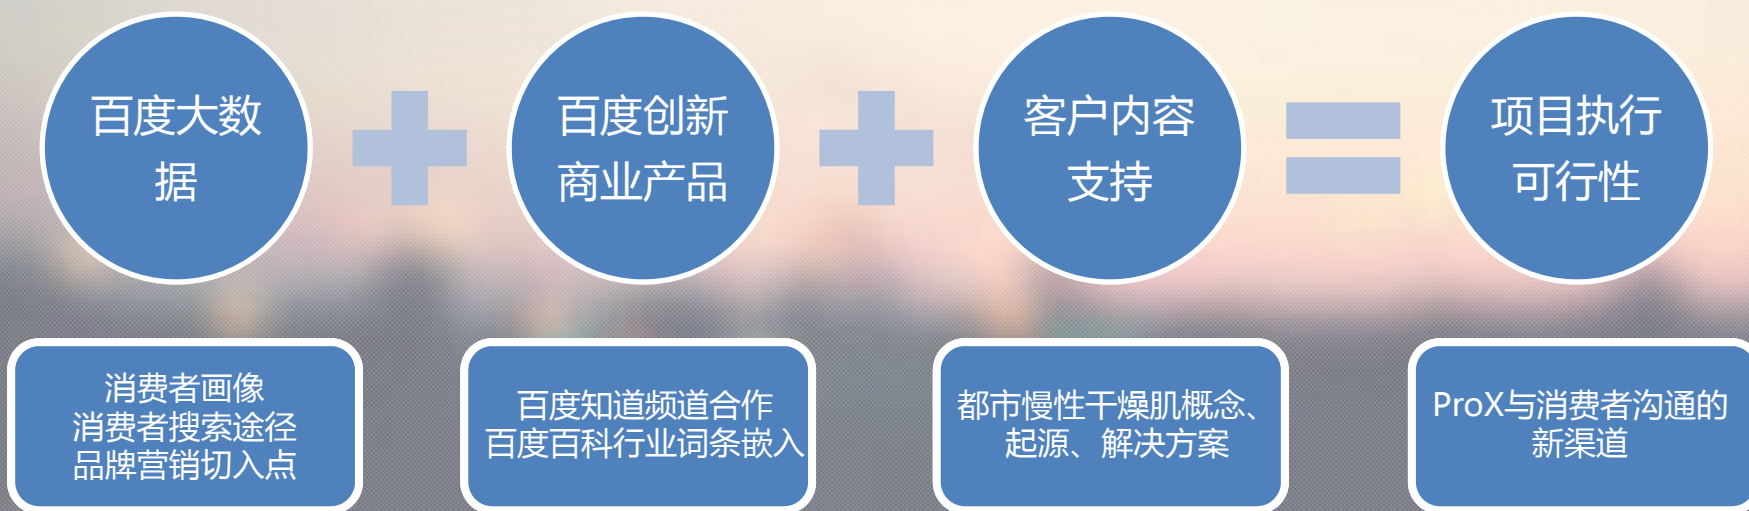 百度大数
据
百度创新
商业产品
客户内容
支持
项目执行
可行性
消费者画像
消费者搜索途径
品牌营销切入点
百度知道频道合作
百度百科行业词条嵌入
都市慢性干燥肌概念、
起源、解决方案
ProX与消费者沟通的
新渠道